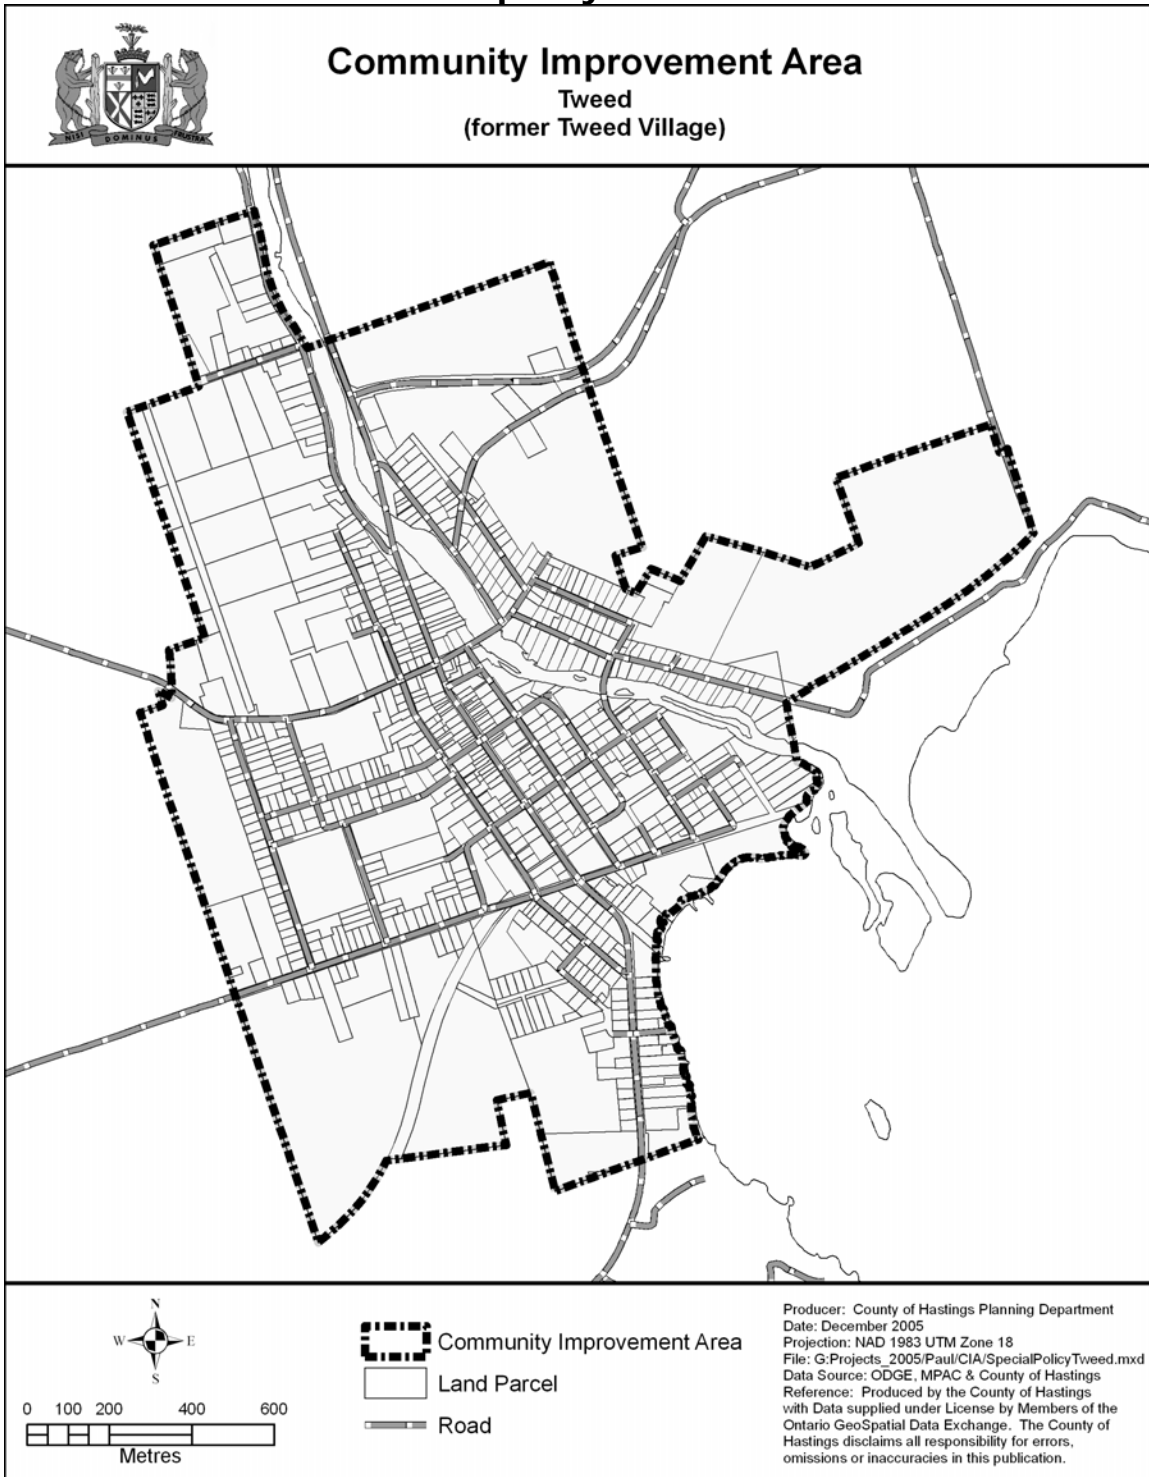 Community Improvement Area
Tweed
(former Tweed Village)
NISI DOMINUS FRUSTRA
N
W E
S
0 100 200 400 600
Metres
Community Improvement Area
Land Parcel
Road
Producer: County of Hastings Planning Department
Date: December 2005
Projection: NAD 1983 UTM Zone 18
File: G:Projects_2005/Paul/CIA/SpecialPolicyTweed.mxd
Data Source: ODGE, MPAC & County of Hastings
Reference: Produced by the County of Hastings
with Data supplied under License by Members of the
Ontario GeoSpatial Data Exchange. The County of
Hastings disclaims all responsibility for errors,
omissions or inaccuracies in this publication.